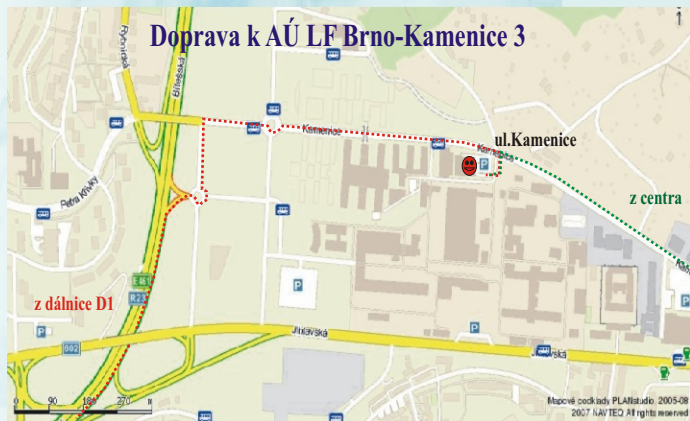 Doprava k AÚ LF Brno-Kamenice 3
Rybnická
Bítešská
Kamenice
ul.Kamenice
Kamenice
P
z centra
Petra Křivky
E461
P
z dálnice D1
R23
P
P
Jihlavská
602
Jihlavská
0 90 180 270 m
Mapové podklady PLANstudio, 2005-08
2007 NAVTEQ All rights reserved